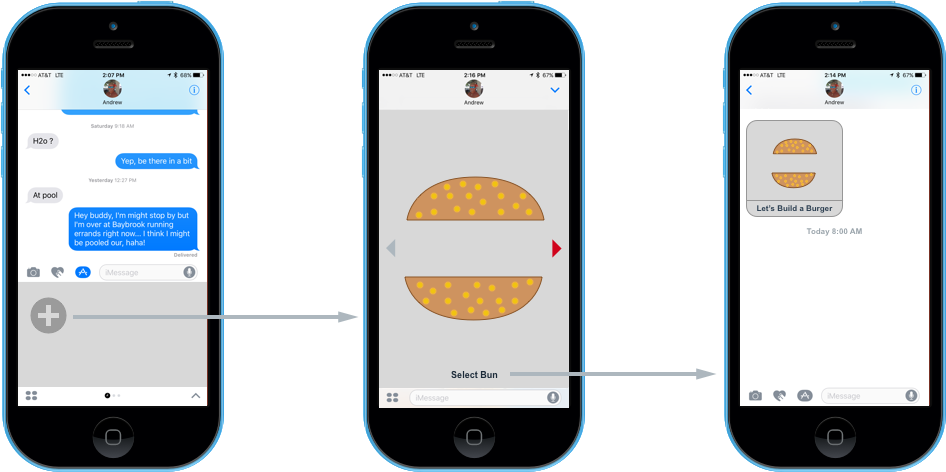 AT&T LTE
2:07 PM
68%
Andrew
Saturday 9:18 AM
H2o ?
Yep, be there in a bit
Yesterday 12:27 PM
At pool
Hey buddy, I'm might stop by but
I'm over at Baybrook running
errands right now... I think I might
be pooled our, haha!
Delivered
iMessage
AT&T LTE
2:16 PM
67%
Andrew
Select Bun
iMessage
AT&T LTE
2:14 PM
67%
Andrew
Let's Build a Burger
Today 8:00 AM
iMessage